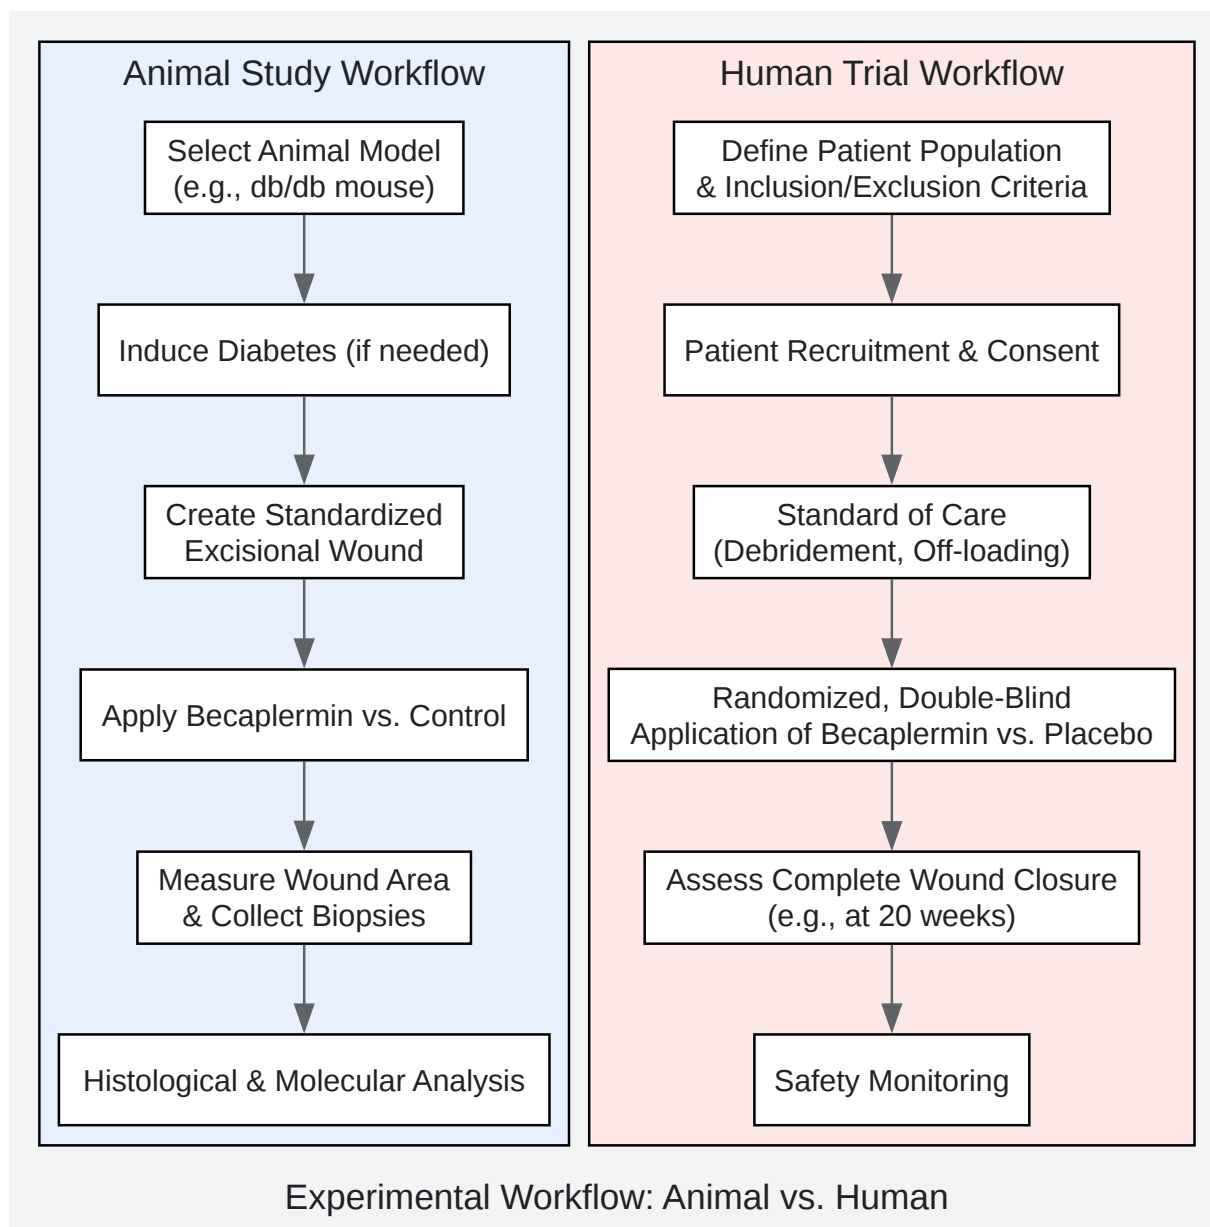 Animal Study Workflow
Select Animal Model
(e.g., db/db mouse)
Induce Diabetes (if needed)
Create Standardized
Excisional Wound
Apply Becaplermin vs. Control
Measure Wound Area
& Collect Biopsies
Histological & Molecular Analysis
Human Trial Workflow
Define Patient Population
& Inclusion/Exclusion Criteria
Patient Recruitment & Consent
Standard of Care
(Debridement, Off-loading)
Randomized, Double-Blind
Application of Becaplermin vs. Placebo
Assess Complete Wound Closure
(e.g., at 20 weeks)
Safety Monitoring
Experimental Workflow: Animal vs. Human